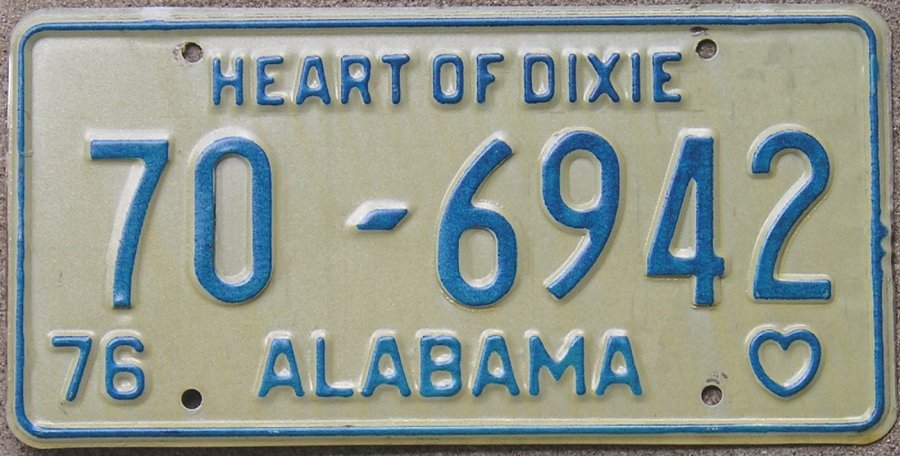 HEART OF DIXIE
70-6942
76 ALABAMA